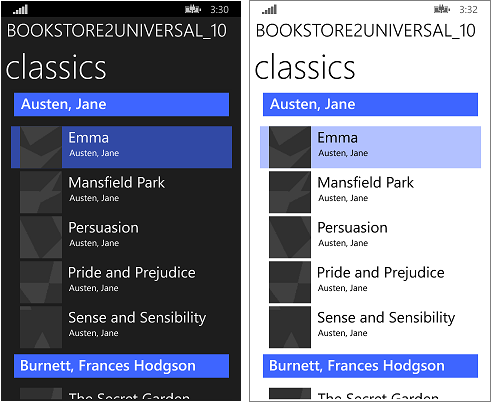 3:30
BOOKSTORE2UNIVERSAL_10
classics
Austen, Jane
Emma
Austen, Jane
Mansfield Park
Austen, Jane
Persuasion
Austen, Jane
Pride and Prejudice
Austen, Jane
Sense and Sensibility
Austen, Jane
Burnett, Frances Hodgson
The Secret Garden
3:32
BOOKSTORE2UNIVERSAL_10
classics
Austen, Jane
Emma
Austen, Jane
Mansfield Park
Austen, Jane
Persuasion
Austen, Jane
Pride and Prejudice
Austen, Jane
Sense and Sensibility
Austen, Jane
Burnett, Frances Hodgson
The Secret Garden